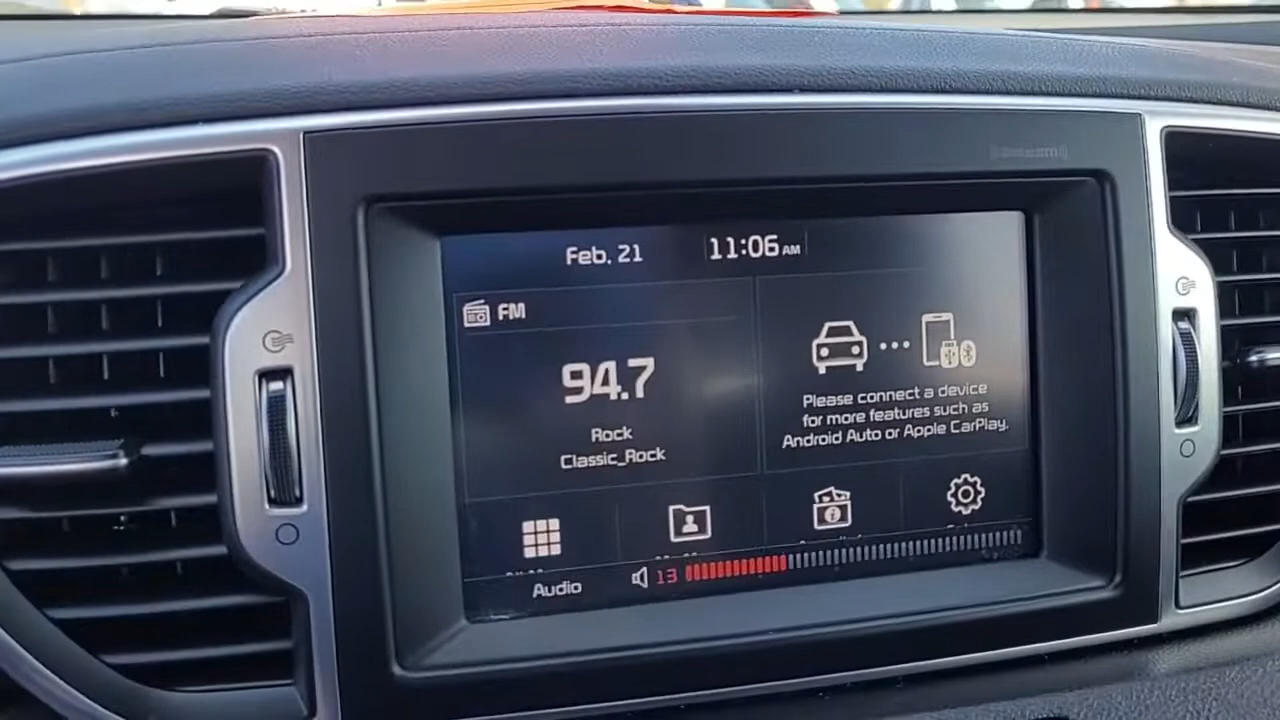 Feb. 21 11:06 AM
FM
94.7
Rock
Classic_Rock
Please connect a device
for more features such as
Android Auto or Apple CarPlay.
Audio 13